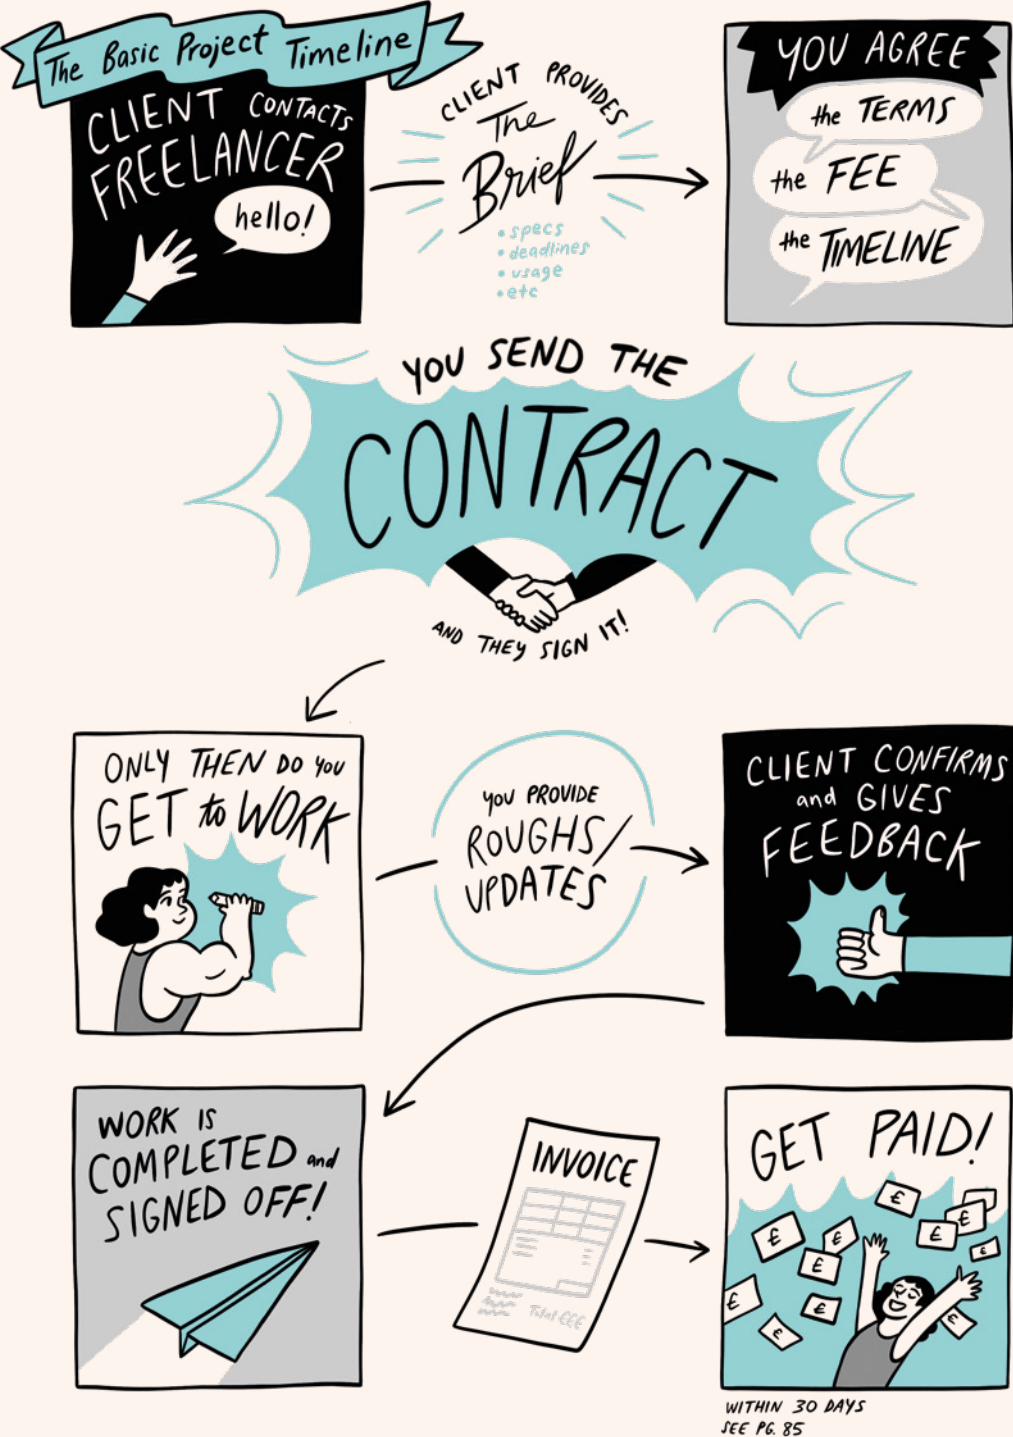 The Basic Project Timeline
CLIENT CONTACTS
FREELANCER
hello!
CLIENT PROVIDES
The
Brief
• specs
• deadlines
• usage
• etc
YOU AGREE
the TERMS
the FEE
the TIMELINE
YOU SEND THE
CONTRACT
AND THEY SIGN IT!
ONLY THEN DO YOU
GET to WORK
YOU PROVIDE
ROUGHS/
UPDATES
CLIENT CONFIRMS
and GIVES
FEEDBACK
WORK IS
COMPLETED and
SIGNED OFF!
INVOICE
Total £££
GET PAID!
£
£
£
£
£
£
£
£
£
£
£
WITHIN 30 DAYS
SEE PG. 85